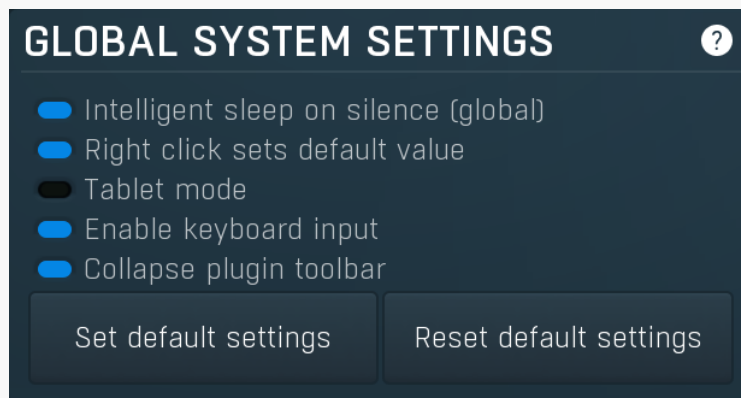 GLOBAL SYSTEM SETTINGS ?
Intelligent sleep on silence (global)
Right click sets default value
Tablet mode
Enable keyboard input
Collapse plugin toolbar
Set default settings Reset default settings